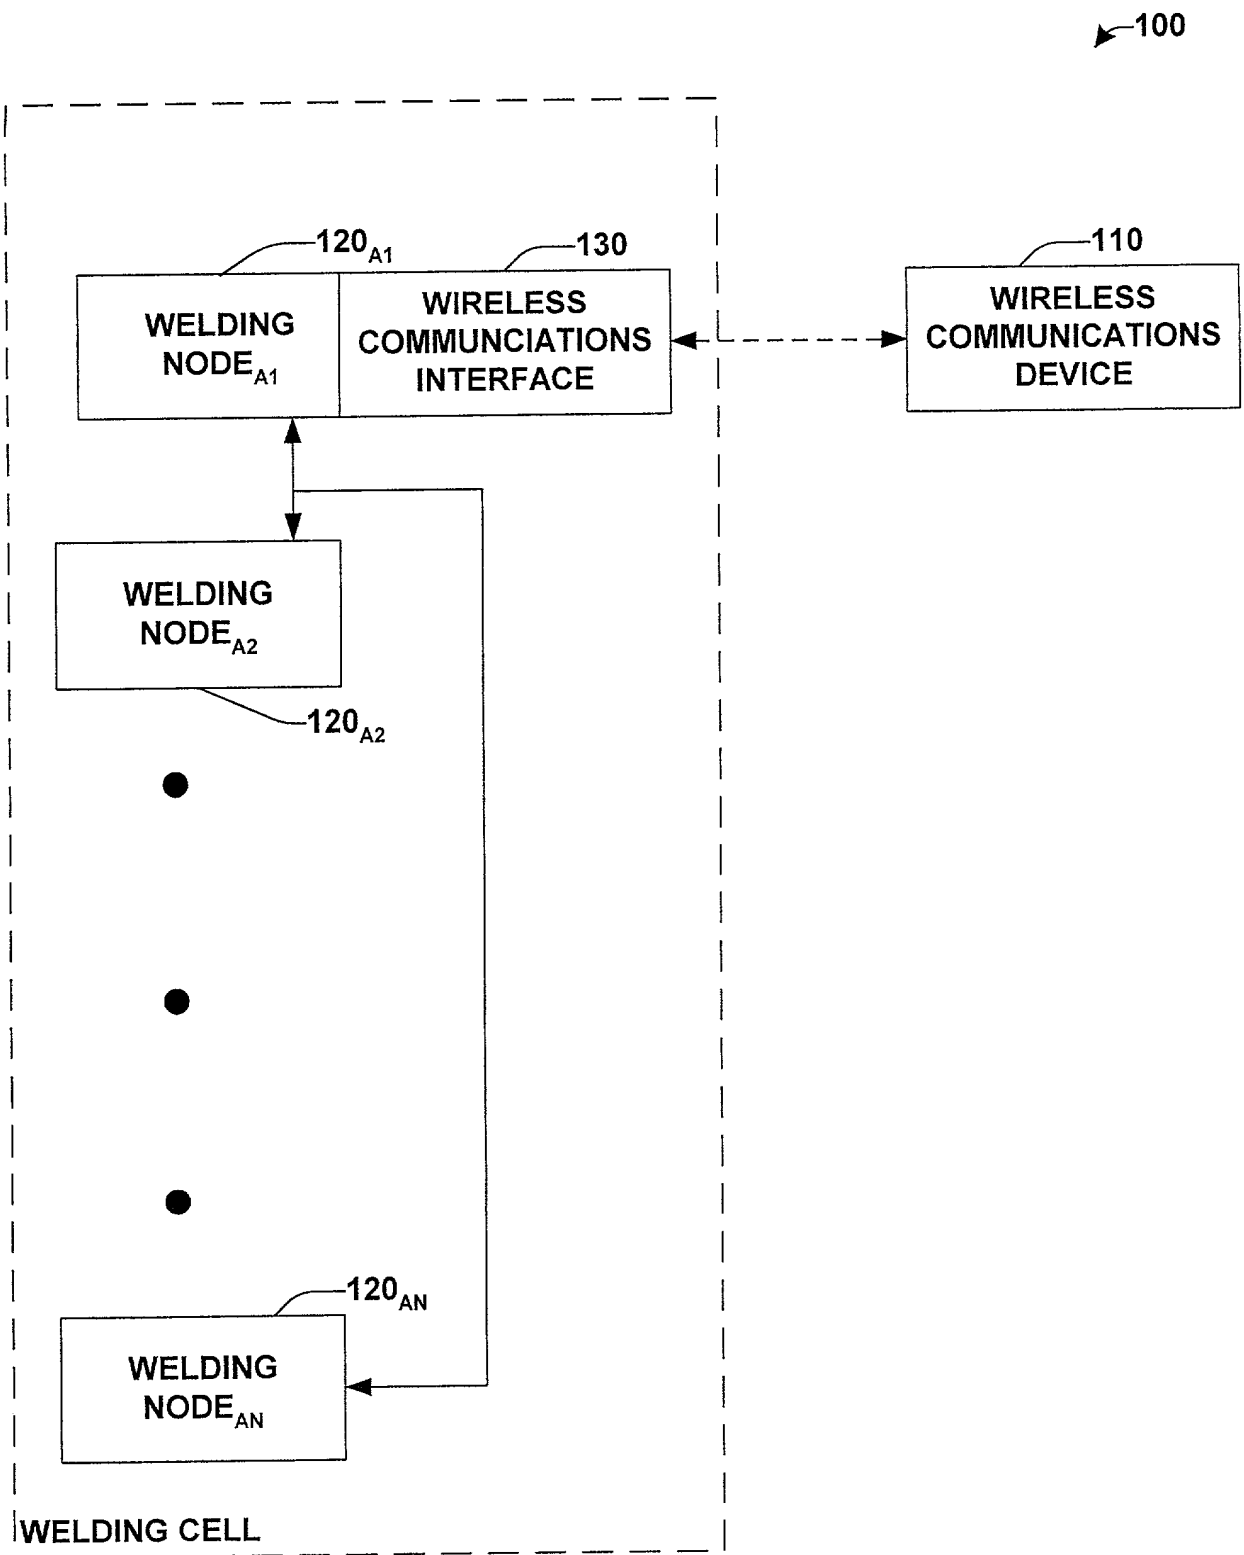 100
120A1
130
110
WELDING
NODEA1
WIRELESS
COMMUNCIATIONS
INTERFACE
WIRELESS
COMMUNICATIONS
DEVICE
WELDING
NODEA2
120A2
120AN
WELDING
NODEAN
WELDING CELL